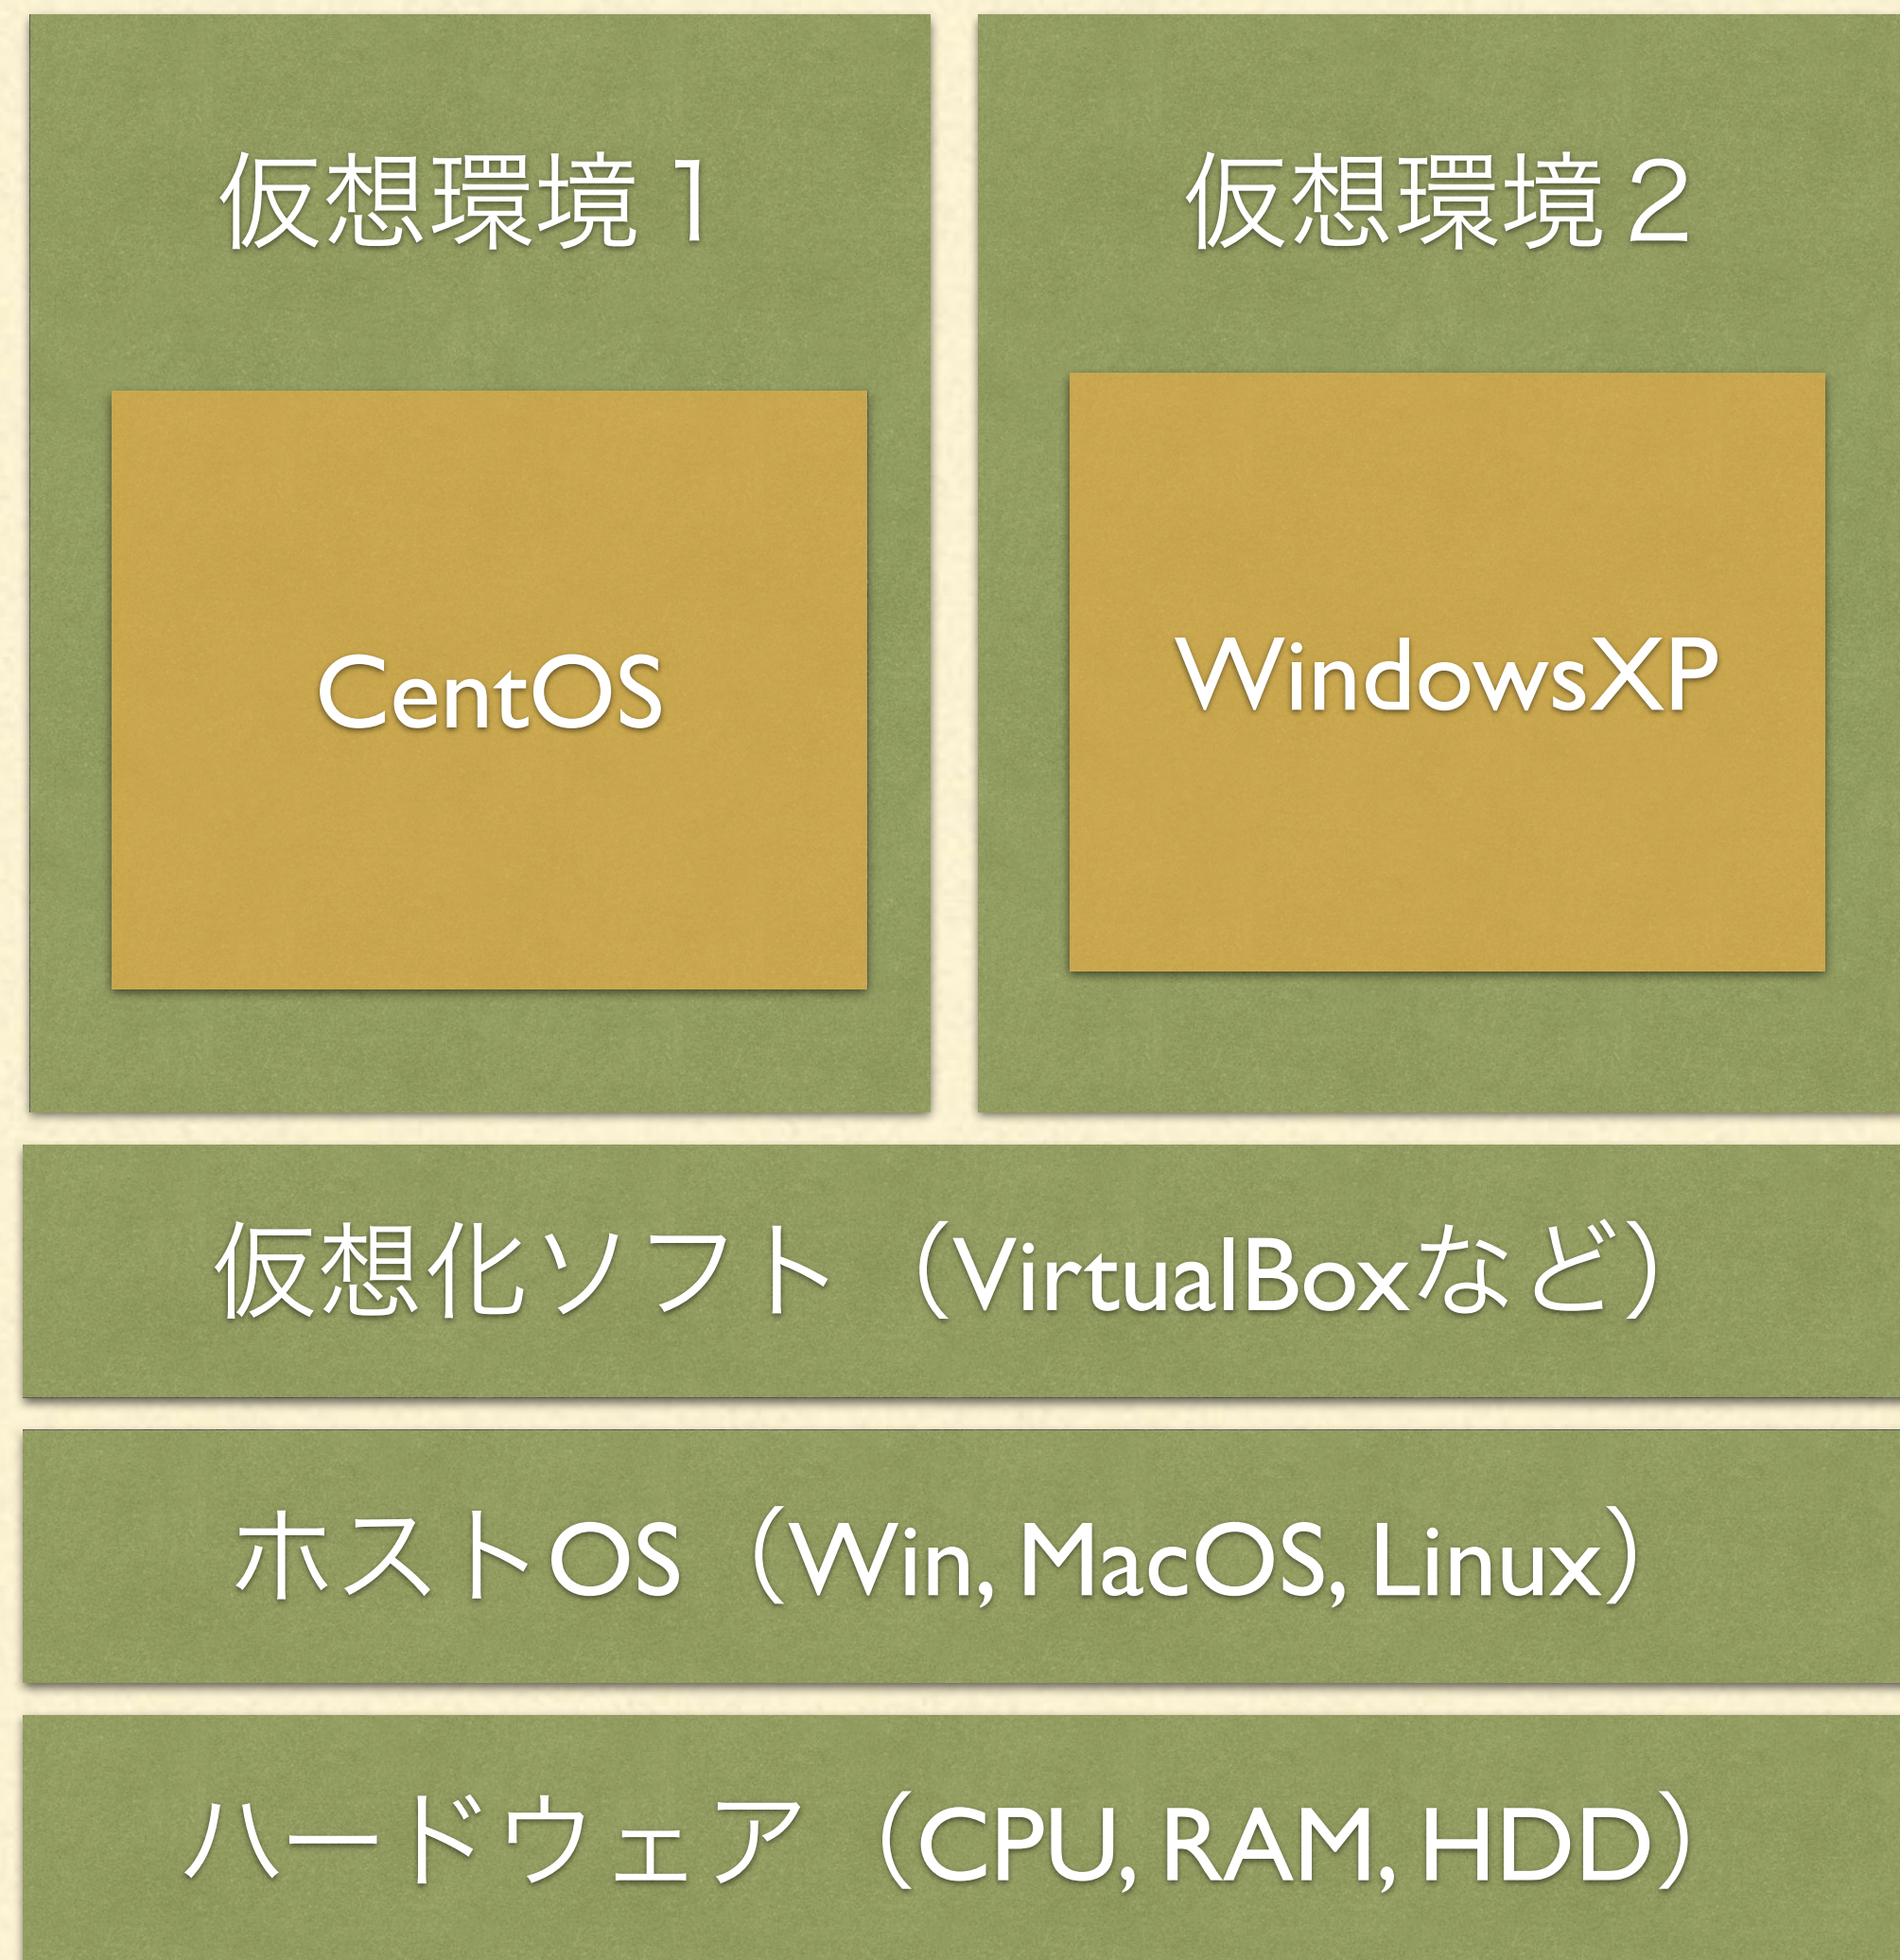 仮想環境１
仮想環境２
CentOS
WindowsXP
仮想化ソフト（VirtualBoxなど）
ホストOS（Win, MacOS, Linux）
ハードウェア（CPU, RAM, HDD）